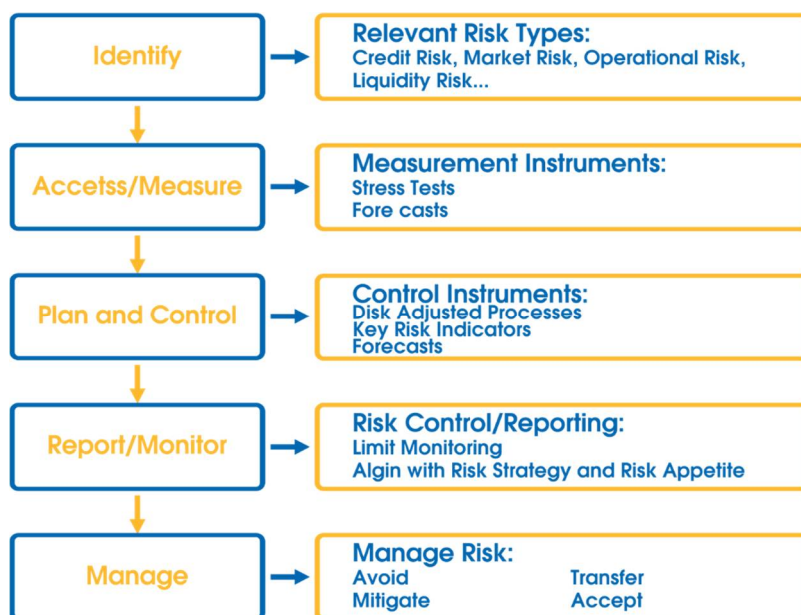 Identify
Relevant Risk Types:
Credit Risk, Market Risk, Operational Risk,
Liquidity Risk...
Accetss/Measure
Measurement Instruments:
Stress Tests
Fore casts
Plan and Control
Control Instruments:
Disk Adjusted Processes
Key Risk Indicators
Forecasts
Report/Monitor
Risk Control/Reporting:
Limit Monitoring
Algin with Risk Strategy and Risk Appetite
Manage
Manage Risk:
Avoid Transfer
Mitigate Accept